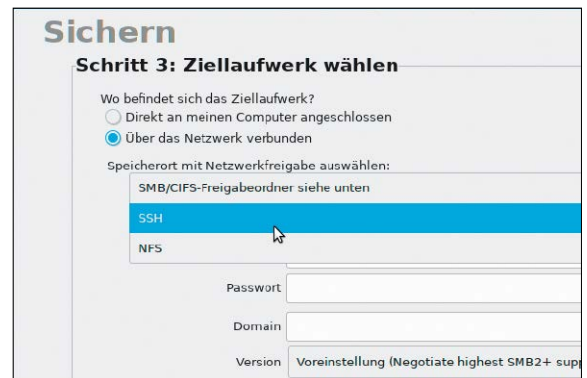 Sichern
Schritt 3: Ziellaufwerk wählen
Wo befindet sich das Ziellaufwerk?
Direkt an meinen Computer angeschlossen
Über das Netzwerk verbunden
Speicherort mit Netzwerkfreigabe auswählen:
SMB/CIFS-Freigabeordner siehe unten
SSH
NFS
Passwort
Domain
Version Voreinstellung (Negotiate highest SMB2+ supp